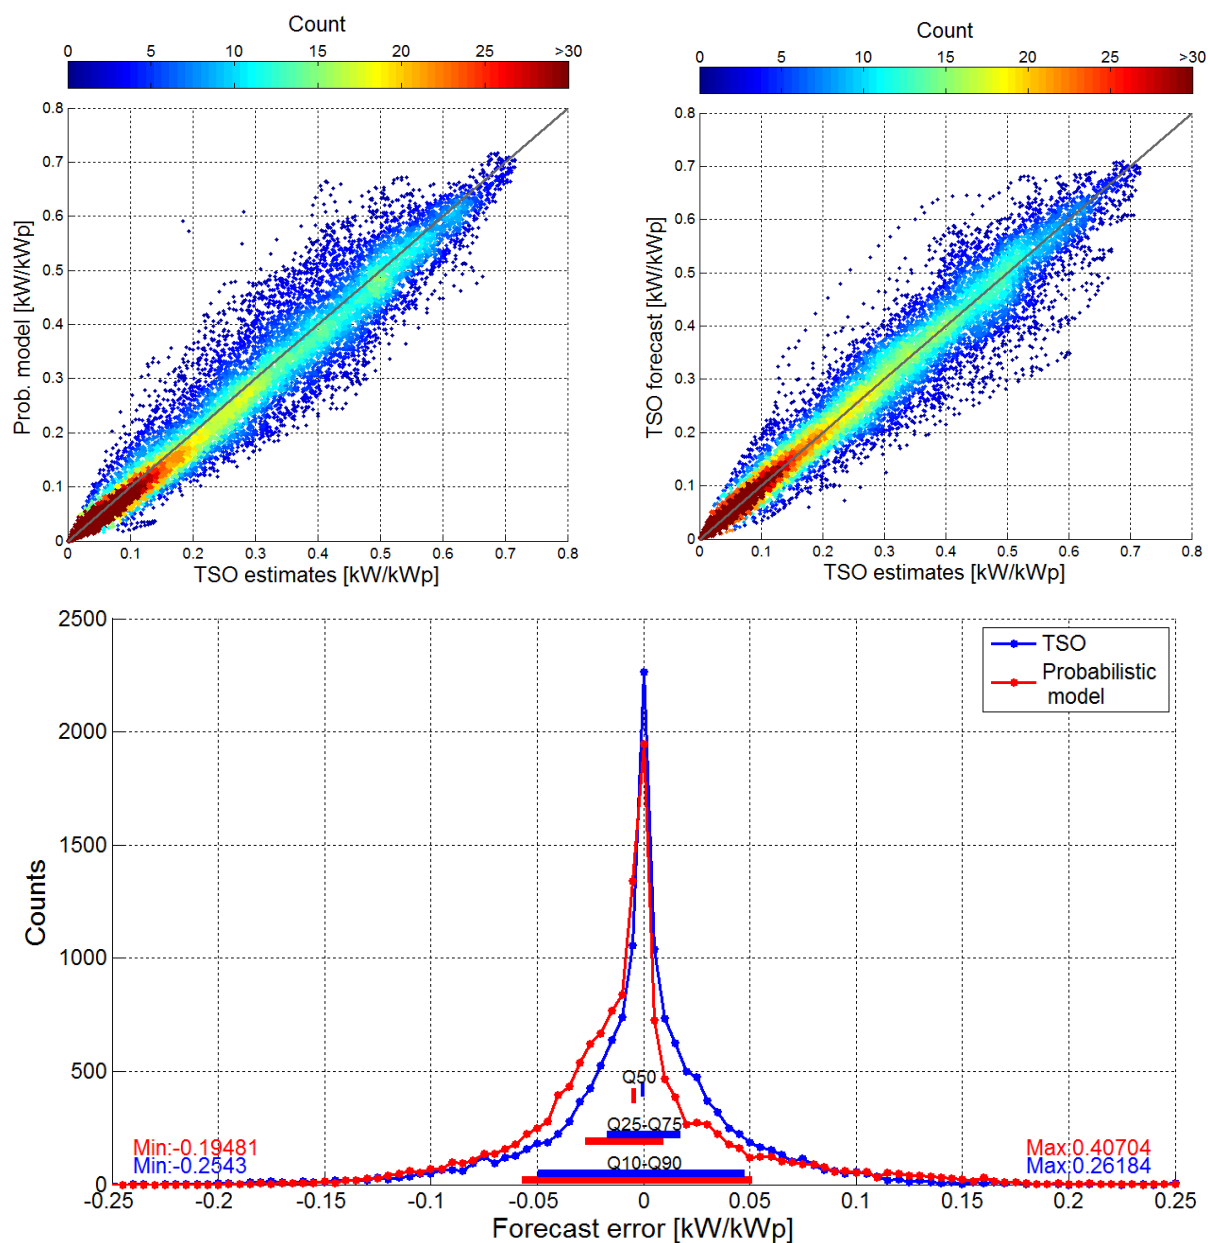 Count
0 5 10 15 20 25 >30
Prob. model [kW/kWp]
0.8
0.7
0.6
0.5
0.4
0.3
0.2
0.1
0
0 0.1 0.2 0.3 0.4 0.5 0.6 0.7 0.8
TSO estimates [kW/kWp]
Count
0 5 10 15 20 25 >30
TSO forecast [kW/kWp]
0.8
0.7
0.6
0.5
0.4
0.3
0.2
0.1
0
0 0.1 0.2 0.3 0.4 0.5 0.6 0.7 0.8
TSO estimates [kW/kWp]
Counts
2500
2000
1500
1000
500
0
TSO
Probabilistic
model
Q50
Q25-Q75
Q10-Q90
Min:-0.19481
Min:-0.2543
Max:0.40704
Max:0.26184
-0.25 -0.2 -0.15 -0.1 -0.05 0 0.05 0.10 0.15 0.2 0.25
Forecast error [kW/kWp]